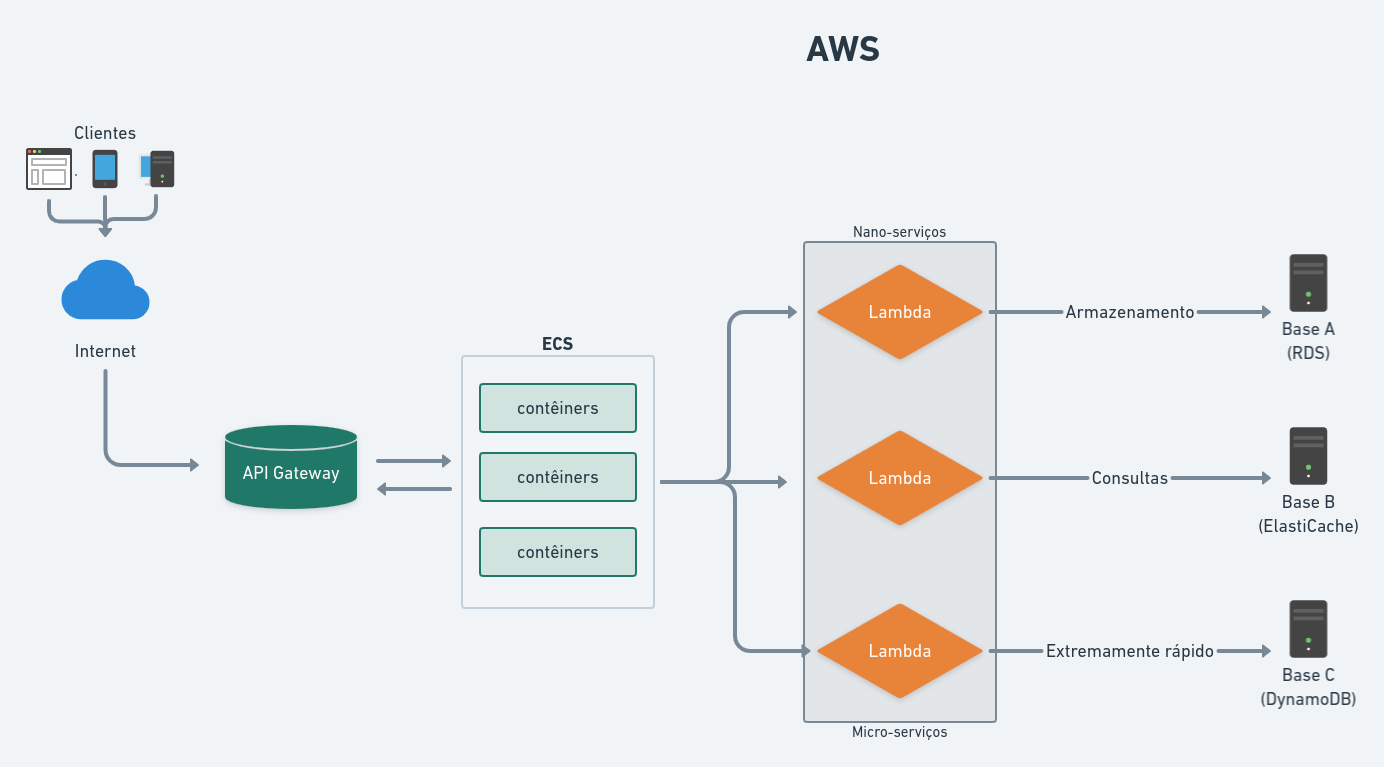 AWS
Clientes
Internet
API Gateway
ECS
contêiners
contêiners
contêiners
Nano-serviços
Lambda
Lambda
Lambda
Micro-serviços
Armazenamento
Consultas
Extremamente rápido
Base A
(RDS)
Base B
(ElastiCache)
Base C
(DynamoDB)